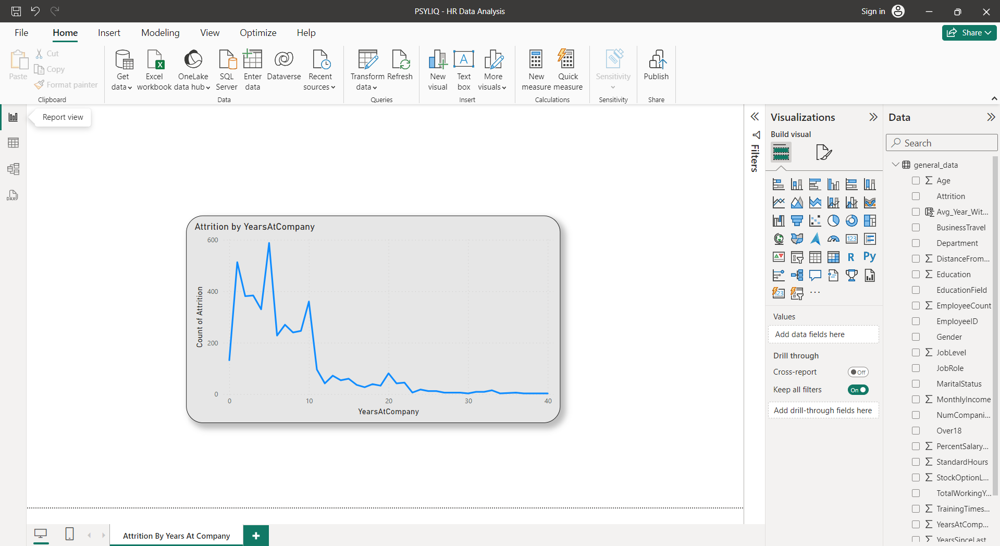 PSYLIQ - HR Data Analysis
Sign in
File Home Insert Modeling View Optimize Help
Share
Paste
Cut
Copy
Format painter
Clipboard
Get data
Excel workbook
OneLake data hub
SQL Server
Enter data
Dataverse
Recent sources
Data
Transform data
Refresh
Queries
New visual
Text box
More visuals
Insert
New measure
Quick measure
Calculations
Sensitivity
Sensitivity
Publish
Share
Report view
DAX
Attrition by YearsAtCompany
600
400
200
0
Count of Attrition
0 10 20 30 40
YearsAtCompany
Filters
Visualizations
Build visual
123
R
Py
123
...
Values
Add data fields here
Drill through
Cross-report
Off
Keep all filters
On
Add drill-through fields here
Data
Search
general_data
Age
Attrition
Avg_Year_Wit...
BusinessTravel
Department
DistanceFrom...
Education
EducationField
EmployeeCount
EmployeeID
Gender
JobLevel
JobRole
MaritalStatus
MonthlyIncome
NumCompani...
Over18
PercentSalary...
StandardHours
StockOptionL...
TotalWorkingY...
TrainingTimes...
YearsAtComp...
YearsSinceLast
Attrition By Years At Company